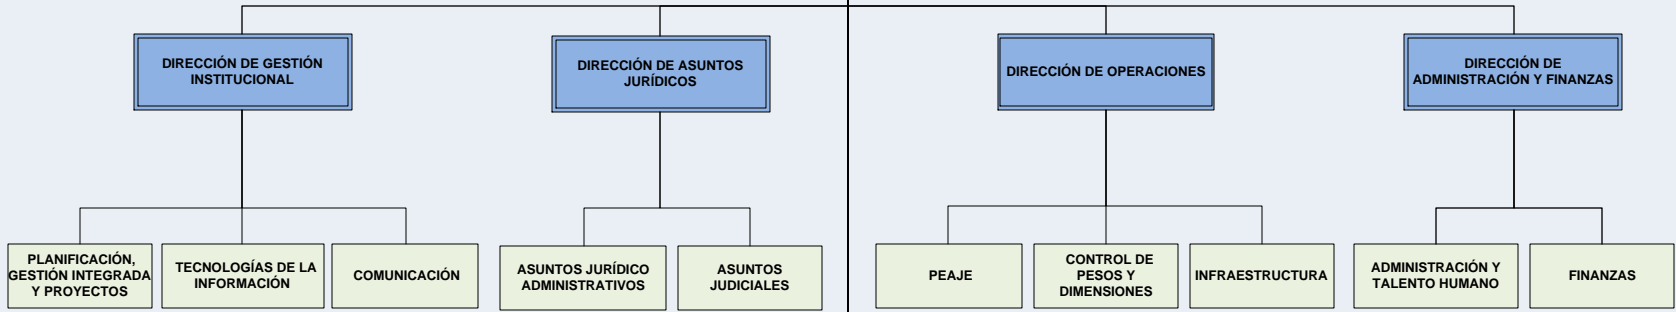 DIRECCIÓN DE GESTIÓN
INSTITUCIONAL
DIRECCIÓN DE ASUNTOS
JURÍDICOS
DIRECCIÓN DE OPERACIONES
DIRECCIÓN DE
ADMINISTRACIÓN Y FINANZAS
PLANIFICACIÓN,
GESTIÓN INTEGRADA
Y PROYECTOS
TECNOLOGÍAS DE LA
INFORMACIÓN
COMUNICACIÓN
ASUNTOS JURÍDICO
ADMINISTRATIVOS
ASUNTOS
JUDICIALES
PEAJE
CONTROL DE
PESOS Y
DIMENSIONES
INFRAESTRUCTURA
ADMINISTRACIÓN Y
TALENTO HUMANO
FINANZAS